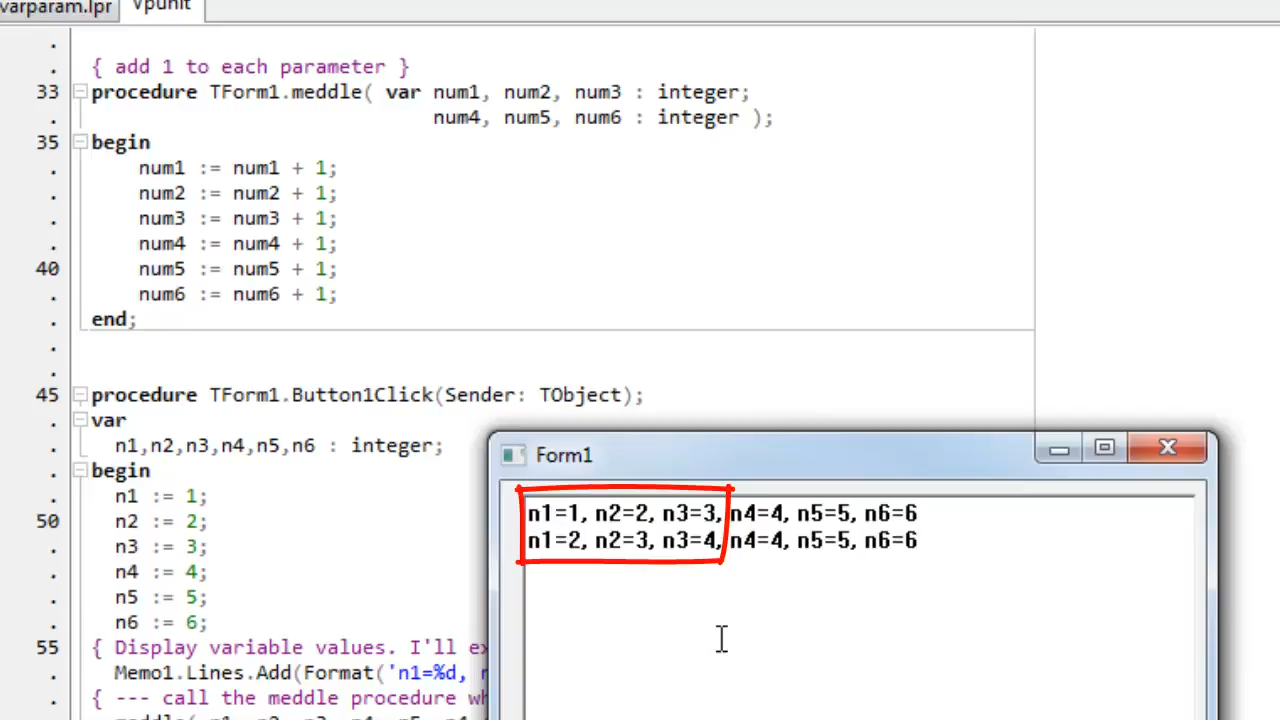 varparam.lpr Vpunit
{ add 1 to each parameter }
33 procedure TForm1.meddle( var num1, num2, num3 : integer;
num4, num5, num6 : integer );
35 begin
num1 := num1 + 1;
num2 := num2 + 1;
num3 := num3 + 1;
num4 := num4 + 1;
40 num5 := num5 + 1;
num6 := num6 + 1;
end;
45 procedure TForm1.Button1Click(Sender: TObject);
var
n1,n2,n3,n4,n5,n6 : integer;
begin
n1 := 1;
50 n2 := 2;
n3 := 3;
n4 := 4;
n5 := 5;
n6 := 6;
55 { Display variable values. I'll ex
Memo1.Lines.Add(Format('n1=%d, n
{ --- call the meddle procedure wh
Form1
n1=1, n2=2, n3=3, n4=4, n5=5, n6=6
n1=2, n2=3, n3=4, n4=4, n5=5, n6=6